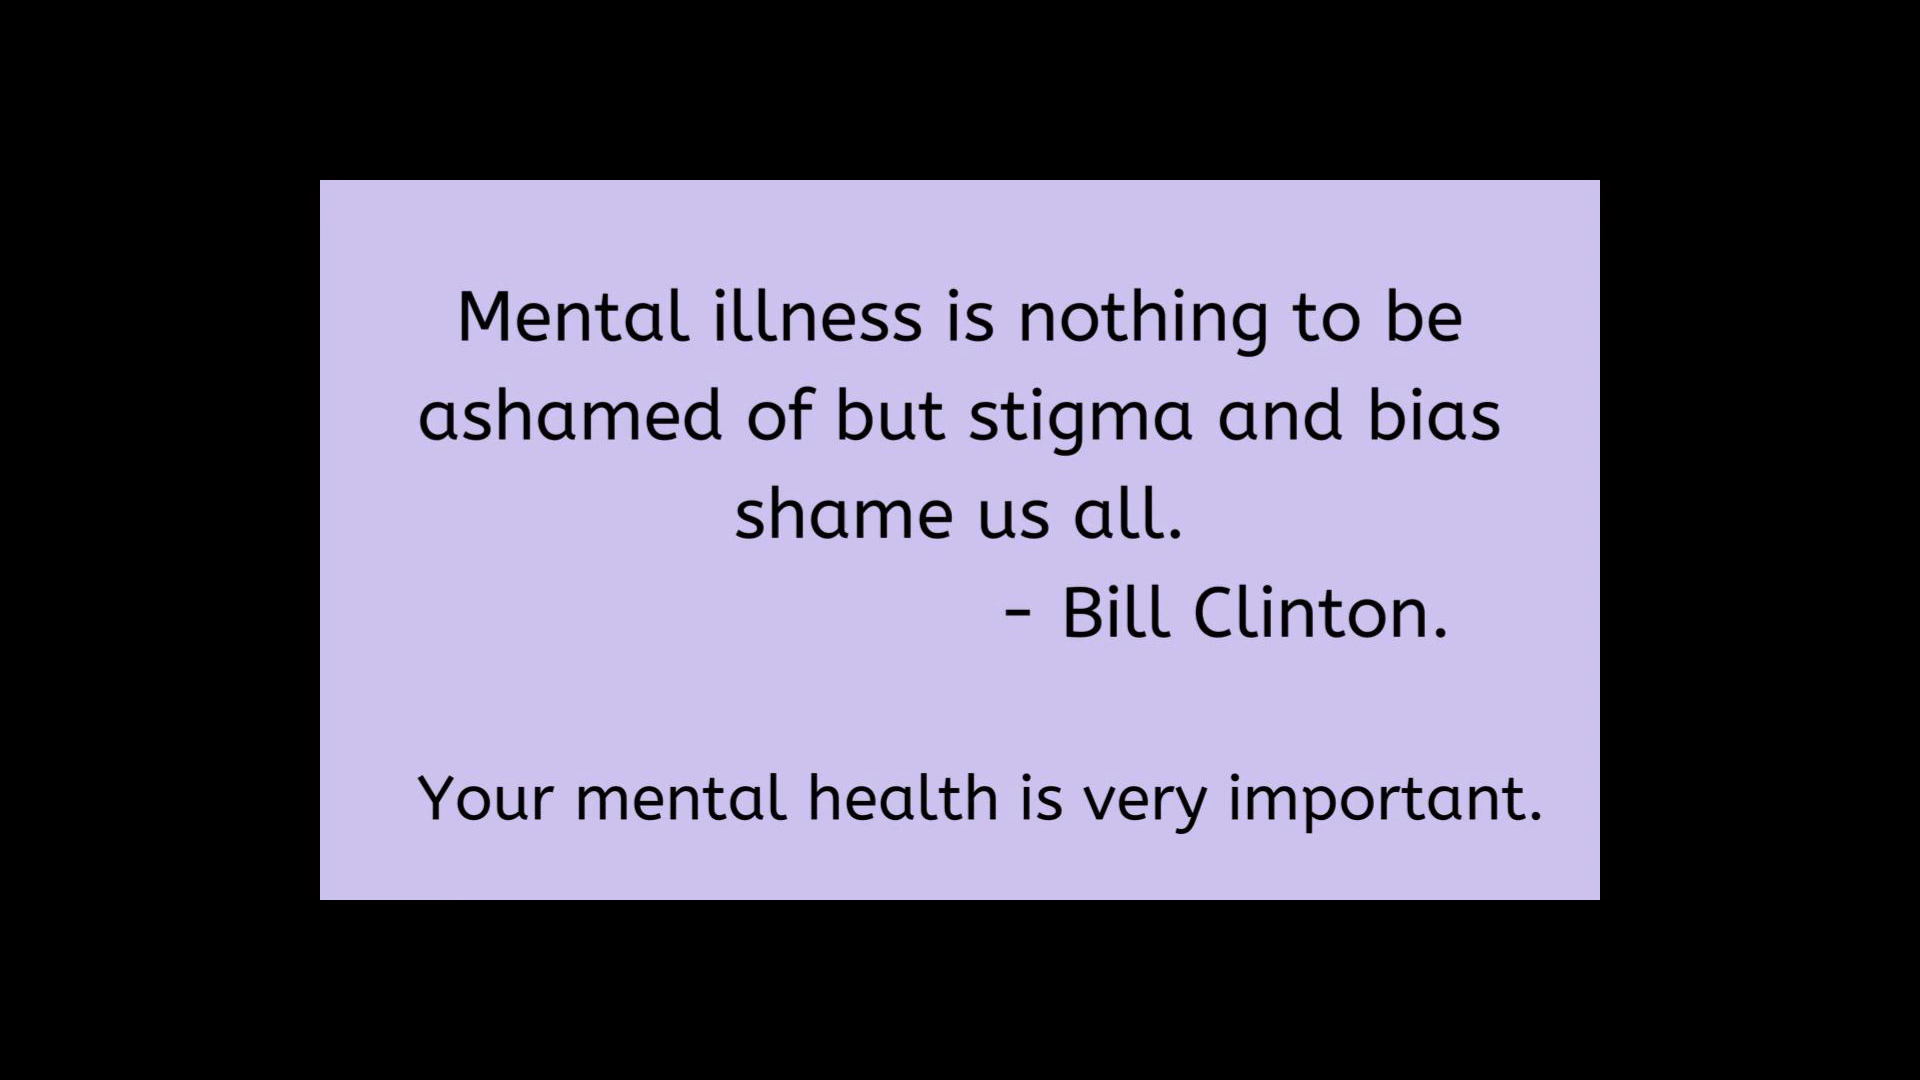 Mental illness is nothing to be
ashamed of but stigma and bias
shame us all.
- Bill Clinton.
Your mental health is very important.